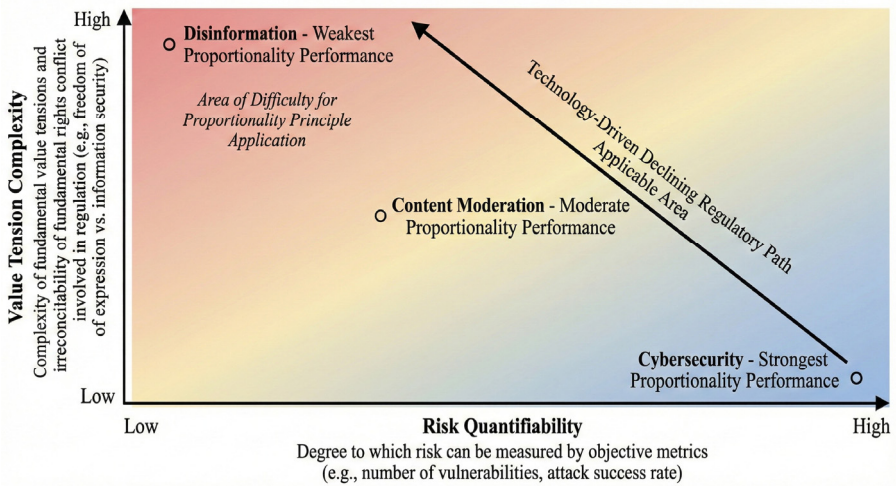 High
Disinformation - Weakest
Proportionality Performance
Area of Difficulty for
Proportionality Principle
Application
Technology-Driven Declining Regulatory Path
Applicable Area
Content Moderation - Moderate
Proportionality Performance
Cybersecurity - Strongest
Proportionality Performance
Value Tension Complexity
Complexity of fundamental value tensions and
irreconcilability of fundamental rights conflict
involved in regulation (e.g., freedom of
of expression vs. information security)
Low
Low
Risk Quantifiability
High
Degree to which risk can be measured by objective metrics
(e.g., number of vulnerabilities, attack success rate)